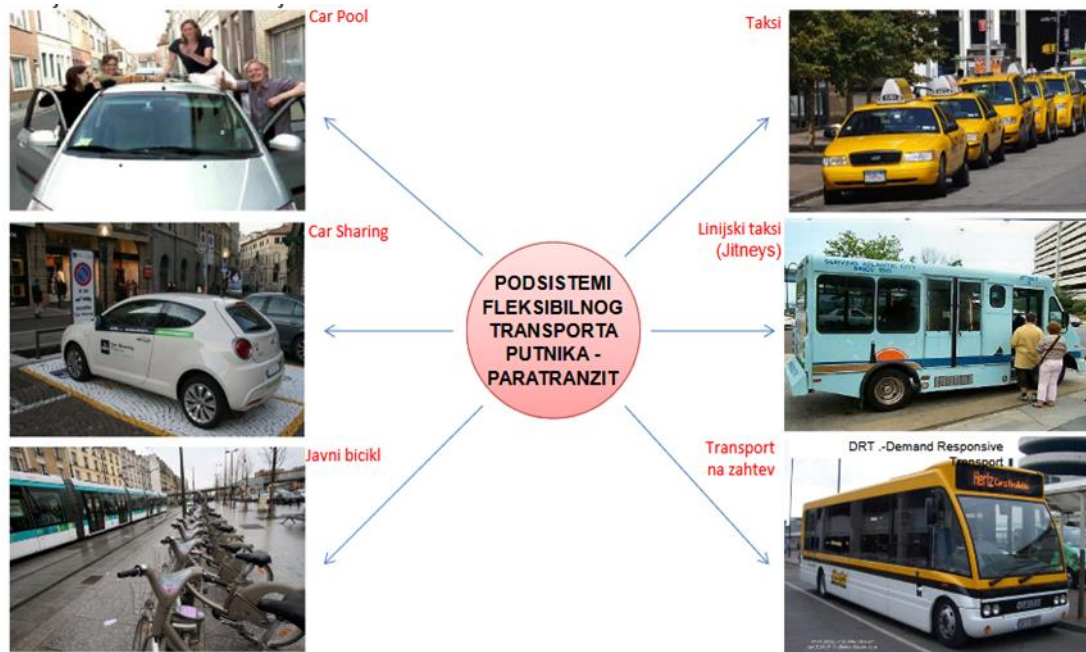 Car Pool
Taksi
Car Sharing
Linijski taksi
(Jitneys)
PODSISTEMI
FLEKSIBILNOG
TRANSPORTA
PUTNIKA -
PARATRANZIT
Javni bicikl
Transport
na zahtev
DRT .-Demand Responsive
Transport
Hertz